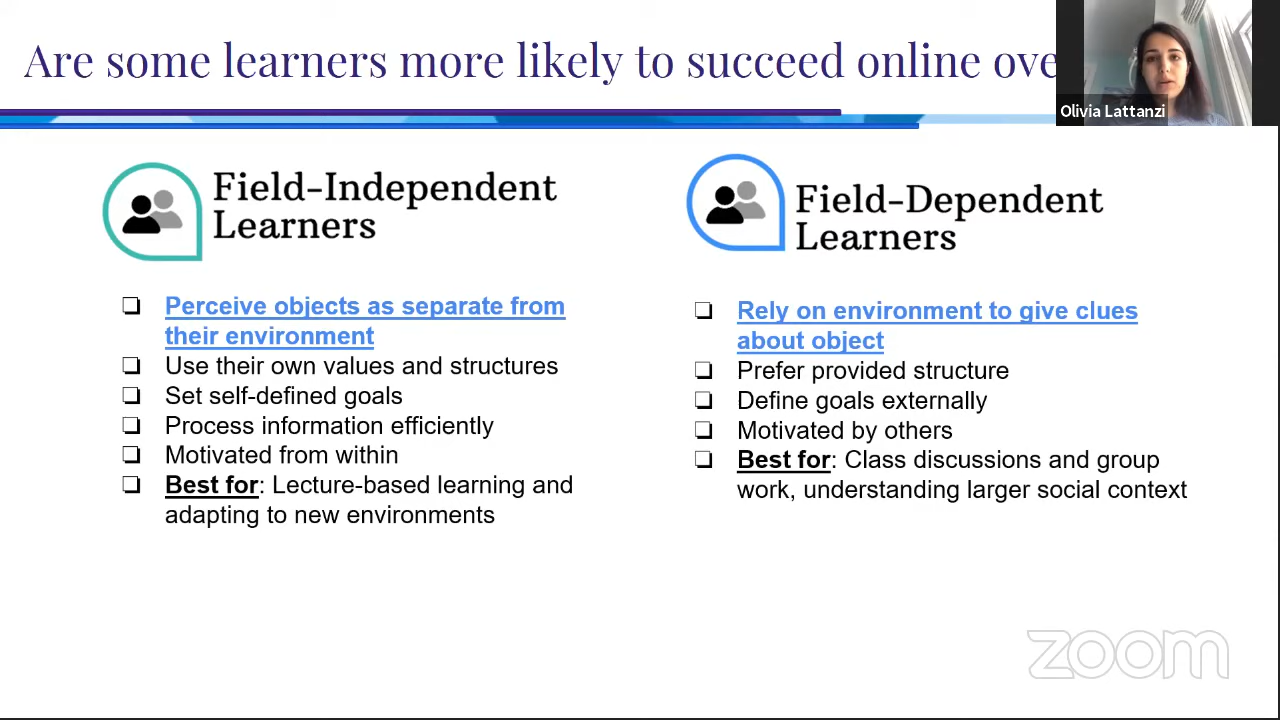 Are some learners more likely to succeed online ove
Olivia Lattanzi
Field-Independent
Learners
❏ Perceive objects as separate from
their environment
❏ Use their own values and structures
❏ Set self-defined goals
❏ Process information efficiently
❏ Motivated from within
❏ Best for: Lecture-based learning and
adapting to new environments
Field-Dependent
Learners
❏ Rely on environment to give clues
about object
❏ Prefer provided structure
❏ Define goals externally
❏ Motivated by others
❏ Best for: Class discussions and group
work, understanding larger social context
zoom